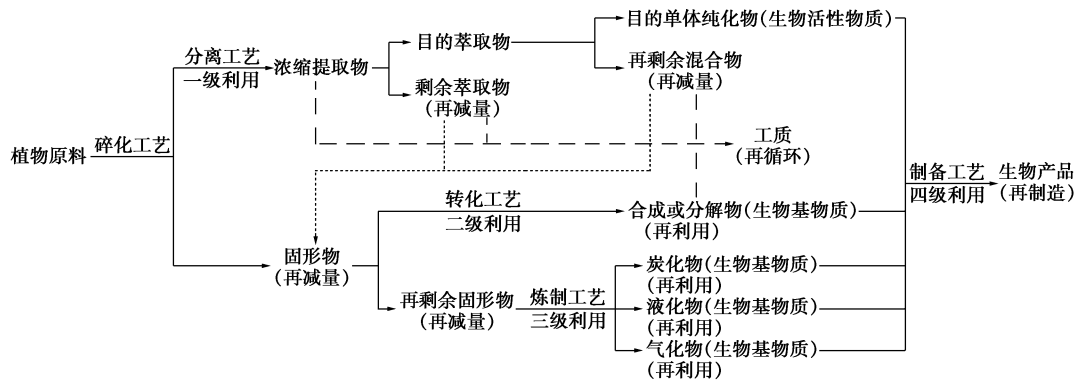 植物原料
碎化工艺
分离工艺
一级利用
浓缩提取物
目的萃取物
剩余萃取物
(再减量)
目的单体纯化物(生物活性物质)
再剩余混合物
(再减量)
工质
(再循环)
转化工艺
二级利用
合成或分解物(生物基物质)
(再利用)
固形物
(再减量)
再剩余固形物
(再减量)
炼制工艺
三级利用
炭化物(生物基物质)
(再利用)
液化物(生物基物质)
(再利用)
气化物(生物基物质)
(再利用)
制备工艺
四级利用
生物产品
(再制造)